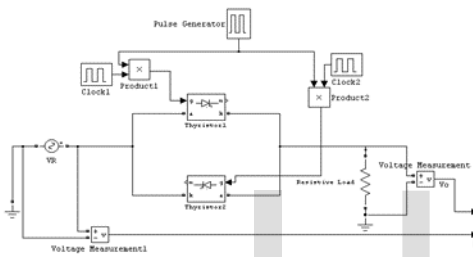 Pulse Generator
Clock1
Product1
Clock2
Product2
g
a
k
Thyristor1
VR
Thyristor2
Resistive Load
Voltage Measurement
+
-
v
Vo
+
-
v
Voltage Measurement1